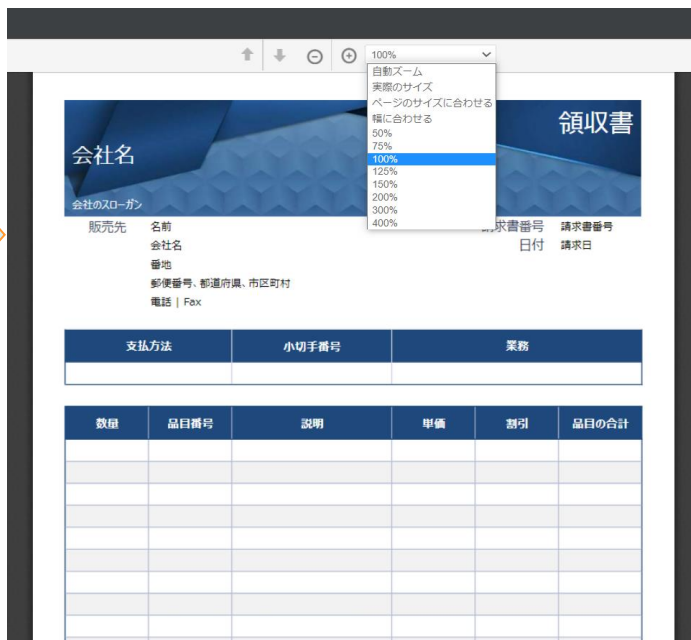 100%
自動ズーム
実際のサイズ
ページのサイズに合わせる
幅に合わせる
50%
75%
100%
125%
150%
200%
300%
400%
領収書
会社名
会社のスローガン
販売先 名前
求書番号 請求書番号
会社名
日付 請求日
番地
郵便番号、都道府県、市区町村
電話 | Fax
支払方法 小切手番号 業務
数量 品目番号 説明 単価 割引 品目の合計